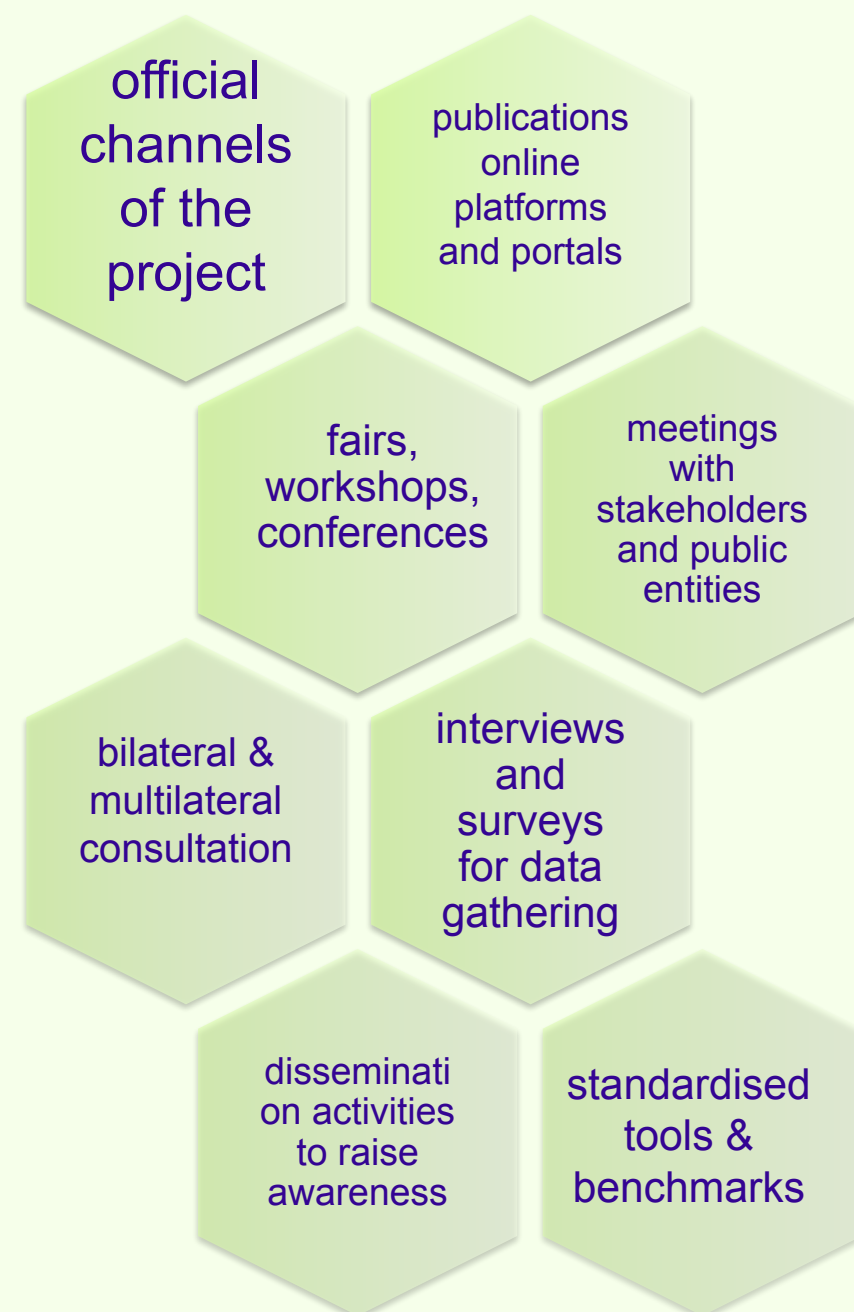 official
channels
of the
project
publications
online
platforms
and portals
fairs,
workshops,
conferences
meetings
with
stakeholders
and public
entities
bilateral &
multilateral
consultation
interviews
and
surveys
for data
gathering
disseminati
on activities
to raise
awareness
standardised
tools &
benchmarks